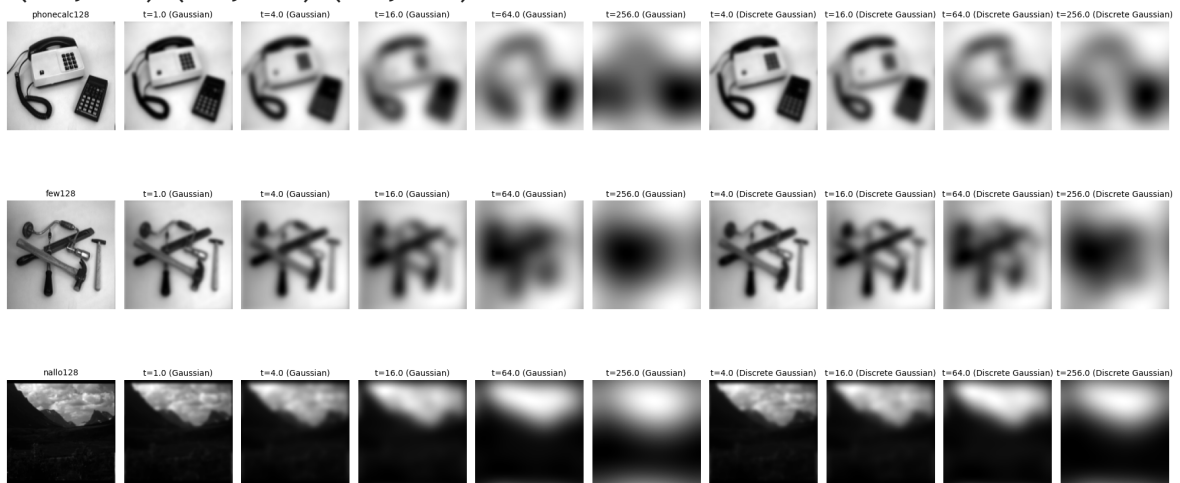 phonecalc128 t=1.0 (Gaussian) t=4.0 (Gaussian) t=16.0 (Gaussian) t=64.0 (Gaussian) t=256.0 (Gaussian) t=4.0 (Discrete Gaussian) t=16.0 (Discrete Gaussian) t=64.0 (Discrete Gaussian) t=256.0 (Discrete Gaussian)
few128 t=1.0 (Gaussian) t=4.0 (Gaussian) t=16.0 (Gaussian) t=64.0 (Gaussian) t=256.0 (Gaussian) t=4.0 (Discrete Gaussian) t=16.0 (Discrete Gaussian) t=64.0 (Discrete Gaussian) t=256.0 (Discrete Gaussian)
nallo128 t=1.0 (Gaussian) t=4.0 (Gaussian) t=16.0 (Gaussian) t=64.0 (Gaussian) t=256.0 (Gaussian) t=4.0 (Discrete Gaussian) t=16.0 (Discrete Gaussian) t=64.0 (Discrete Gaussian) t=256.0 (Discrete Gaussian)